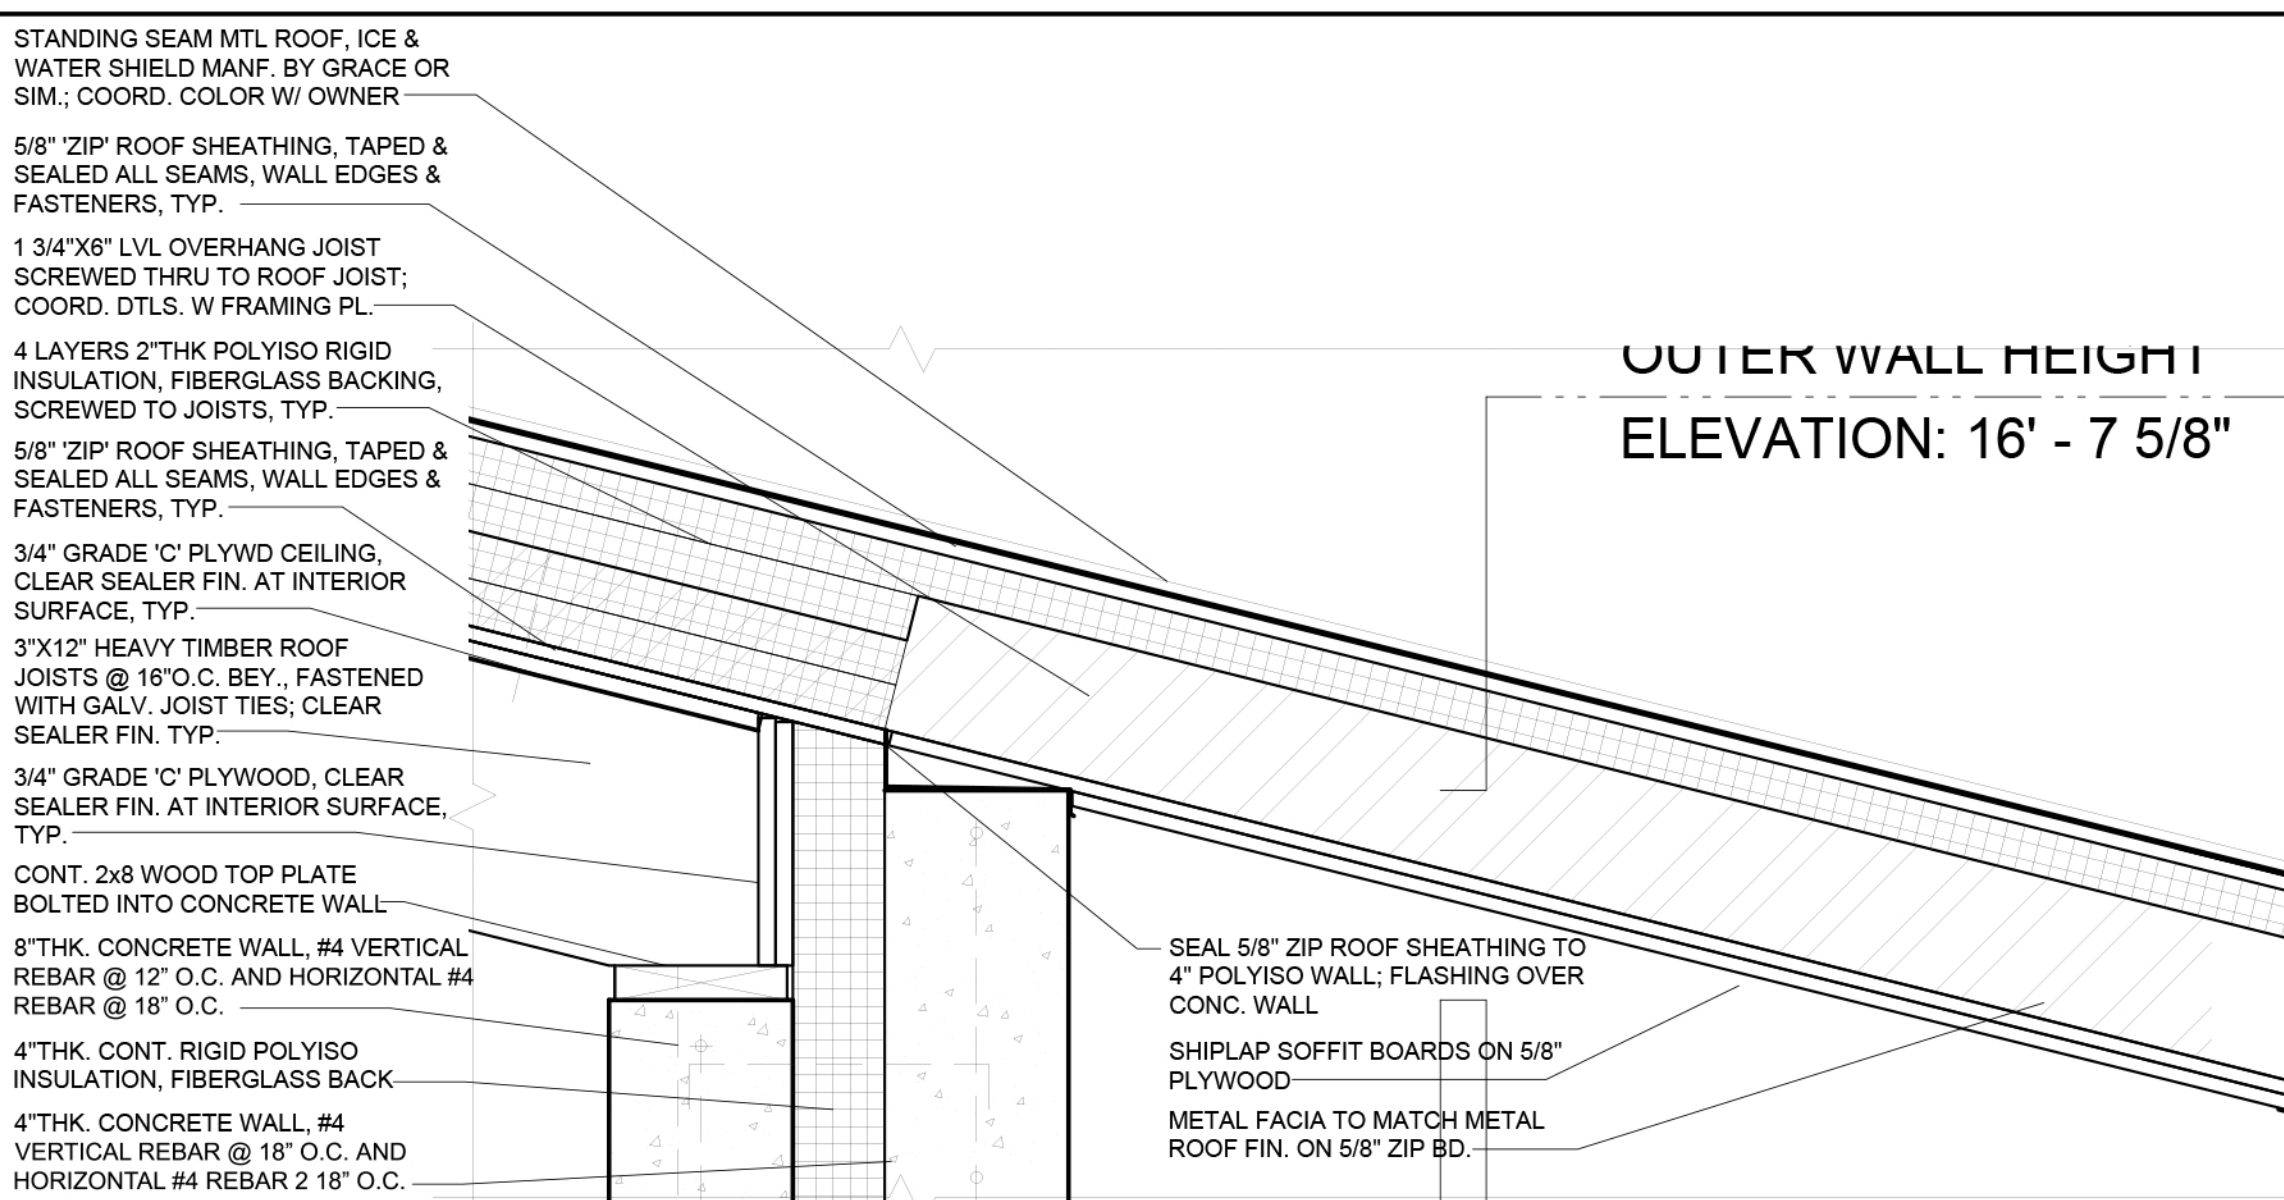 STANDING SEAM MTL ROOF, ICE &
WATER SHIELD MANF. BY GRACE OR
SIM.; COORD. COLOR W/ OWNER
5/8" 'ZIP' ROOF SHEATHING, TAPED &
SEALED ALL SEAMS, WALL EDGES &
FASTENERS, TYP.
1 3/4"X6" LVL OVERHANG JOIST
SCREWED THRU TO ROOF JOIST;
COORD. DTLS. W FRAMING PL.
4 LAYERS 2"THK POLYISO RIGID
INSULATION, FIBERGLASS BACKING,
SCREWED TO JOISTS, TYP.
5/8" 'ZIP' ROOF SHEATHING, TAPED &
SEALED ALL SEAMS, WALL EDGES &
FASTENERS, TYP.
3/4" GRADE 'C' PLYWD CEILING,
CLEAR SEALER FIN. AT INTERIOR
SURFACE, TYP.
3"X12" HEAVY TIMBER ROOF
JOISTS @ 16"O.C. BEY., FASTENED
WITH GALV. JOIST TIES; CLEAR
SEALER FIN. TYP.
3/4" GRADE 'C' PLYWOOD, CLEAR
SEALER FIN. AT INTERIOR SURFACE,
TYP.
CONT. 2x8 WOOD TOP PLATE
BOLTED INTO CONCRETE WALL
8"THK. CONCRETE WALL, #4 VERTICAL
REBAR @ 12” O.C. AND HORIZONTAL #4
REBAR @ 18” O.C.
4"THK. CONT. RIGID POLYISO
INSULATION, FIBERGLASS BACK
4"THK. CONCRETE WALL, #4
VERTICAL REBAR @ 18” O.C. AND
HORIZONTAL #4 REBAR 2 18” O.C.
OUTER WALL HEIGHT
ELEVATION: 16' - 7 5/8"
SEAL 5/8" ZIP ROOF SHEATHING TO
4" POLYISO WALL; FLASHING OVER
CONC. WALL
SHIPLAP SOFFIT BOARDS ON 5/8"
PLYWOOD
METAL FACIA TO MATCH METAL
ROOF FIN. ON 5/8" ZIP BD.